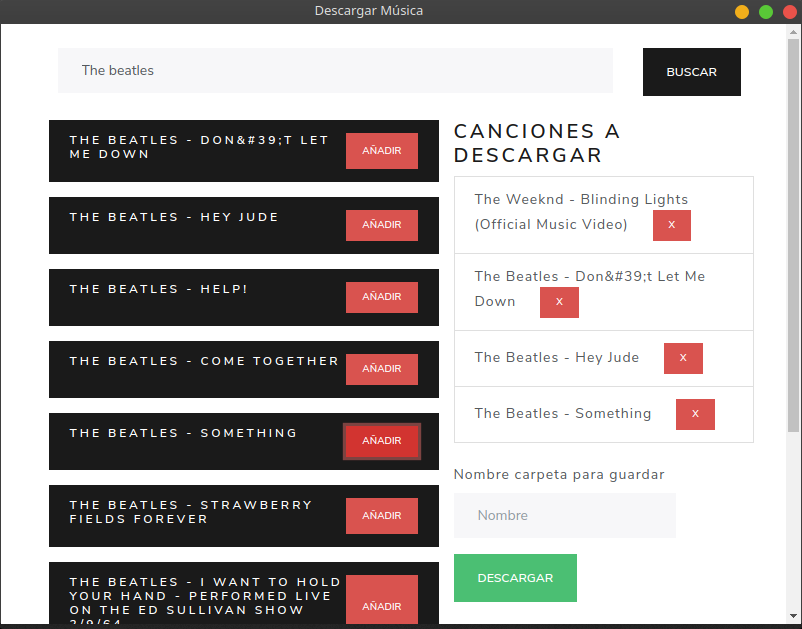 Descargar Música
The beatles
BUSCAR
THE BEATLES - DON&#39;T LET
ME DOWN
AÑADIR
THE BEATLES - HEY JUDE
AÑADIR
THE BEATLES - HELP!
AÑADIR
THE BEATLES - COME TOGETHER
AÑADIR
THE BEATLES - SOMETHING
AÑADIR
THE BEATLES - STRAWBERRY
FIELDS FOREVER
AÑADIR
THE BEATLES - I WANT TO HOLD
YOUR HAND - PERFORMED LIVE
ON THE ED SULLIVAN SHOW
2/9/64
AÑADIR
CANCIONES A
DESCARGAR
The Weeknd - Blinding Lights
(Official Music Video) X
The Beatles - Don&#39;t Let Me
Down X
The Beatles - Hey Jude X
The Beatles - Something X
Nombre carpeta para guardar
Nombre
DESCARGAR